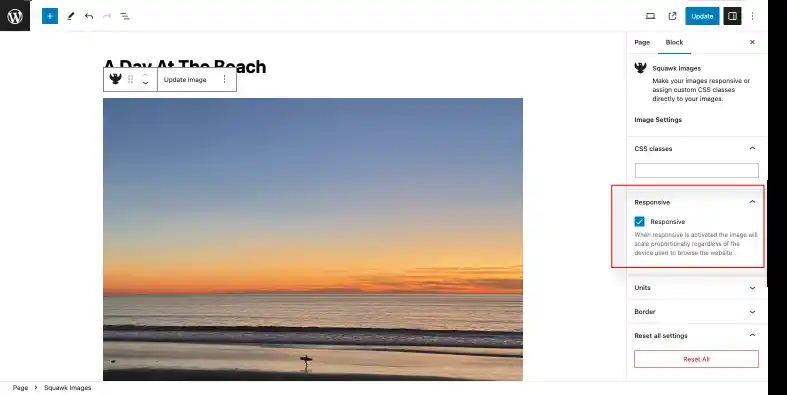 Update
A Day At The Beach
Update Image
Page Block
Squawk Images
Make your images responsive or
assign custom CSS classes
directly to your images.
Image Settings
CSS classes
Responsive
Responsive
When responsive is activated the image will
scale proportionally regardless of the
device used to browse the website.
Units
Border
Reset all settings
Reset All
Page > Squawk Images